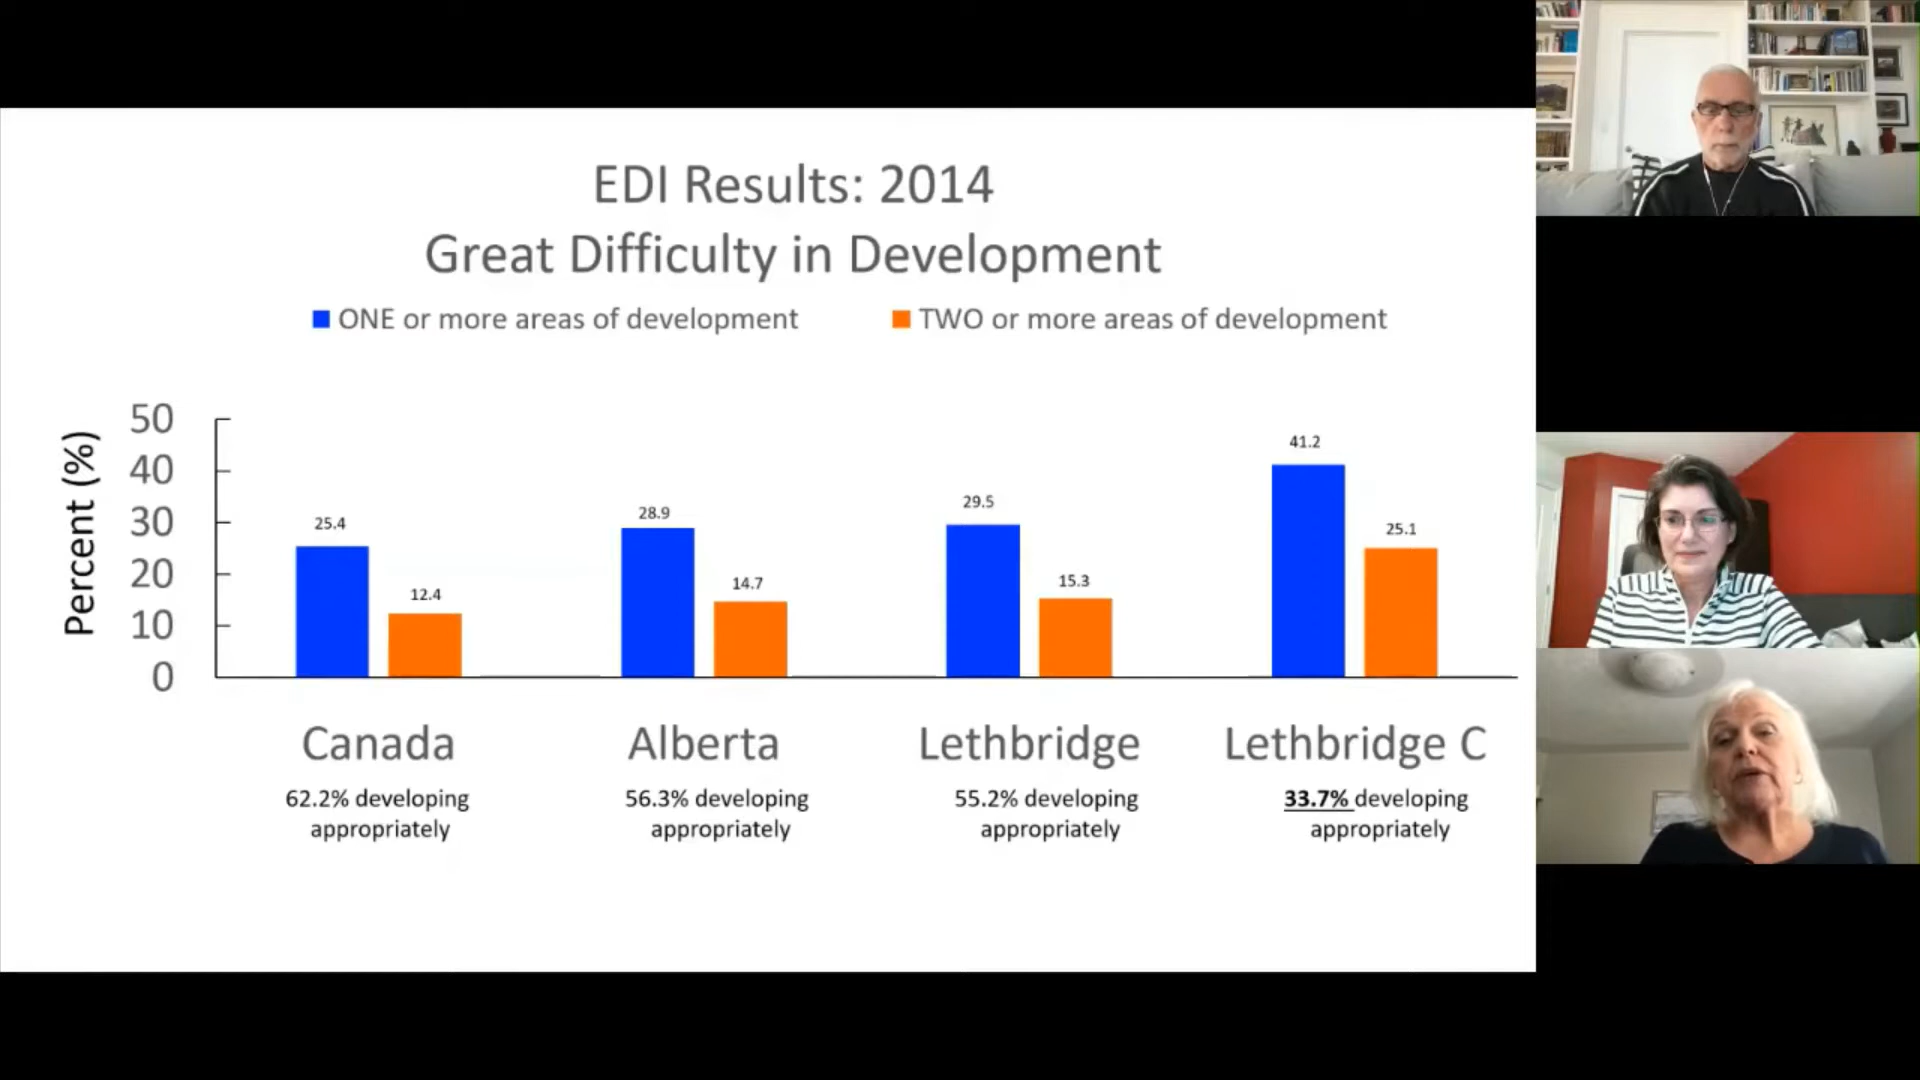 EDI Results: 2014
Great Difficulty in Development
ONE or more areas of development
TWO or more areas of development
Percent (%)
50
40
30
20
10
0
25.4
12.4
28.9
14.7
29.5
15.3
41.2
25.1
Canada
Alberta
Lethbridge
Lethbridge C
62.2% developing
appropriately
56.3% developing
appropriately
55.2% developing
appropriately
33.7% developing
appropriately